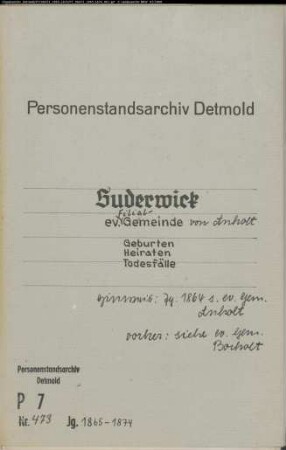 Personenstandsarchiv Detmold
Suderwick
Filial
ev. Gemeinde von Anholt
Geburten
Heiraten
Todesfälle
Hinweis: Jg. 1864 s. ev. Gem.
Anholt
vorher: siehe ev. Gem.
Bocholt
Personenstandsarchiv
Detmold
P 7
Nr. 473 Jg. 1865-1874